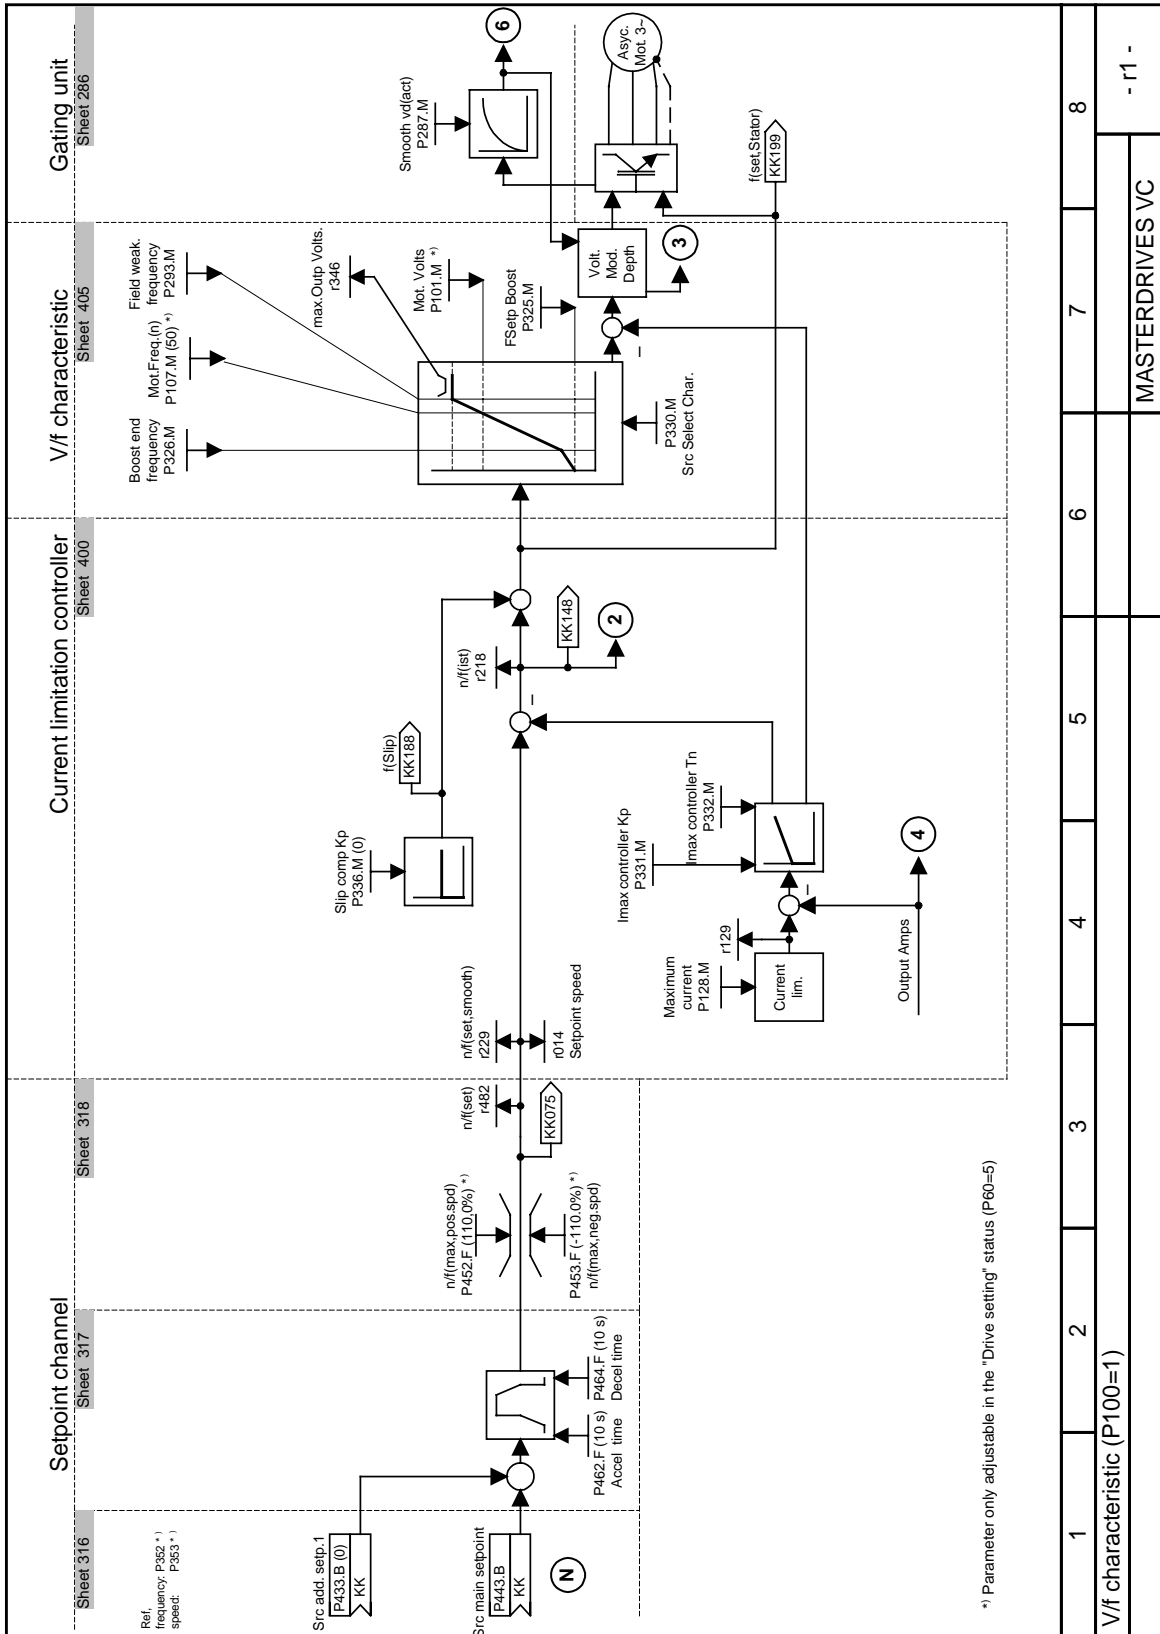 Setpoint channel
Current limitation controller
V/f characteristic
Gating unit
Sheet 316
Sheet 317
Sheet 318
Sheet 400
Sheet 405
Sheet 286
Ref,
frequency: P352 *)
speed: P353 *)
Src add. setp.1
P433.B (0)
KK
Src main setpoint
P443.B
KK
N
P462.F (10 s)
Accel time
P464.F (10 s)
Decel time
n/f(max,pos.spd)
P452.F (110,0%) *)
P453.F (-110.0%) *)
n/f(max,neg.spd)
KK075
n/f(set)
r482
n/f(set,smooth)
r229
r014
Setpoint speed
Slip comp Kp
P336.M (0)
f(Slip)
KK188
n/f(ist)
r218
KK148
2
–
Maximum
current
P128.M
r129
Current
lim.
Output Amps
4
–
Imax controller Kp
P331.M
Imax controller Tn
P332.M
Boost end
frequency
P326.M
Mot.Freq.(n)
P107.M (50) *)
Field weak.
frequency
P293.M
max.Outp Volts.
r346
Mot. Volts
P101.M *)
FSetp Boost
P325.M
P330.M
Src Select Char.
–
Volt.
Mod.
Depth
3
Smooth vd(act)
P287.M
6
Asyc.
Mot. 3~
f(set,Stator)
KK199
*) Parameter only adjustable in the "Drive setting" status (P60=5)
1
2
3
4
5
6
7
8
V/f characteristic (P100=1)
MASTERDRIVES VC
- r1 -